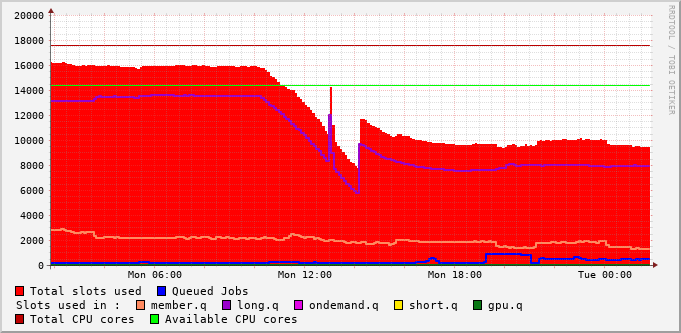 20000
18000
16000
14000
12000
10000
8000
6000
4000
2000
0
Mon 06:00 Mon 12:00 Mon 18:00 Tue 00:00
RRDTOOL / TOBI OETIKER
Total slots used Queued Jobs
Slots used in : member.q long.q ondemand.q short.q gpu.q
Total CPU cores Available CPU cores